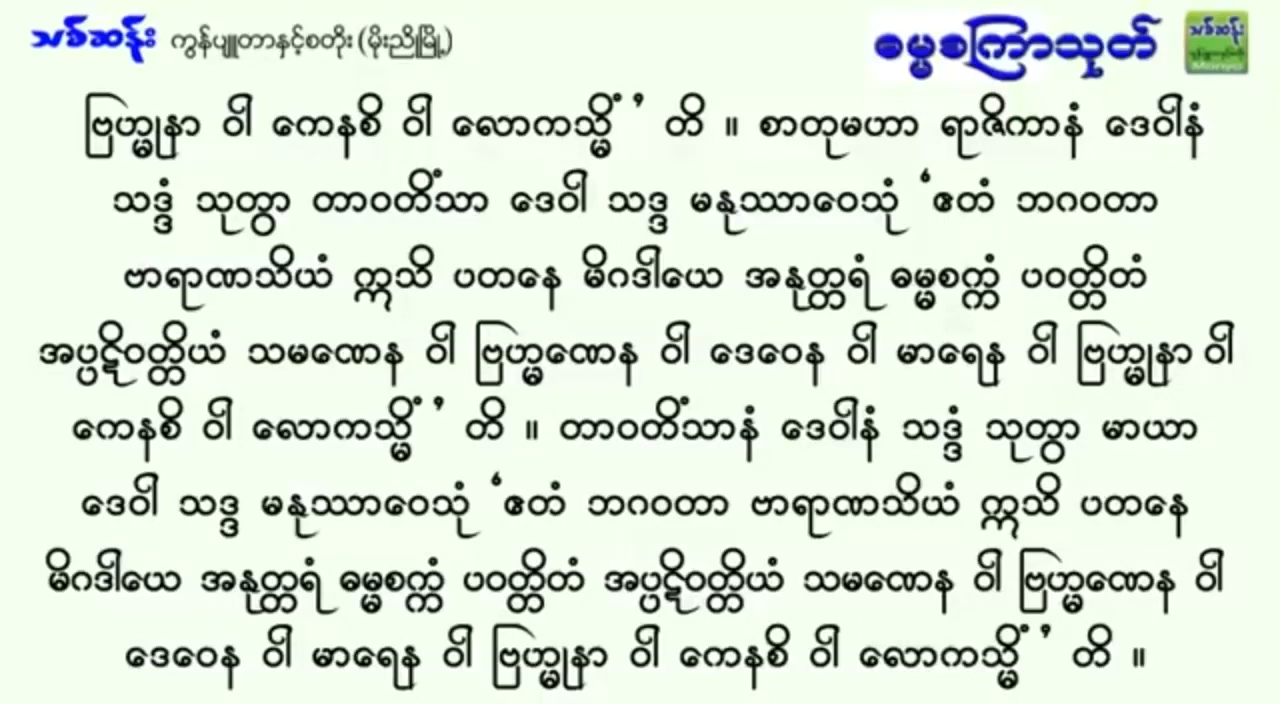 သစ်ဆန်း ကွန်ပျူတာနှင့်စတိုး (မိုးညှိမြို့) ဓမ္မစကြာသုတ် သစ်ဆန်း
ဗြဟ္မုနာ ဝါ ကေနစိ ဝါ လောကသ္မိံ ’ တိ ။ စာတုမဟာ ရာဇိကာနံ ဒေဝါနံ
သဒ္ဒံ သုတွာ တာဝတိံသာ ဒေဝါ သဒ္ဒ မနုဿာဝေသုံ ‘ဧတံ ဘဂဝတာ
ဗာရာဏသိယံ ဣသိ ပတနေ မိဂဒါယေ အနုတ္တရံ ဓမ္မစက္ကံ ပဝတ္တိတံ
အပ္ပဋိဝတ္တိယံ သမဏေန ဝါ ဗြဟ္မဏေန ဝါ ဒေဝေန ဝါ မာရေန ဝါ ဗြဟ္မုနာ ဝါ
ကေနစိ ဝါ လောကသ္မိံ ’ တိ ။ တာဝတိံသာနံ ဒေဝါနံ သဒ္ဒံ သုတွာ မာယာ
ဒေဝါ သဒ္ဒ မနုဿာဝေသုံ ‘ဧတံ ဘဂဝတာ ဗာရာဏသိယံ ဣသိ ပတနေ
မိဂဒါယေ အနုတ္တရံ ဓမ္မစက္ကံ ပဝတ္တိတံ အပ္ပဋိဝတ္တိယံ သမဏေန ဝါ ဗြဟ္မဏေန ဝါ
ဒေဝေန ဝါ မာရေန ဝါ ဗြဟ္မုနာ ဝါ ကေနစိ ဝါ လောကသ္မိံ ’ တိ ။